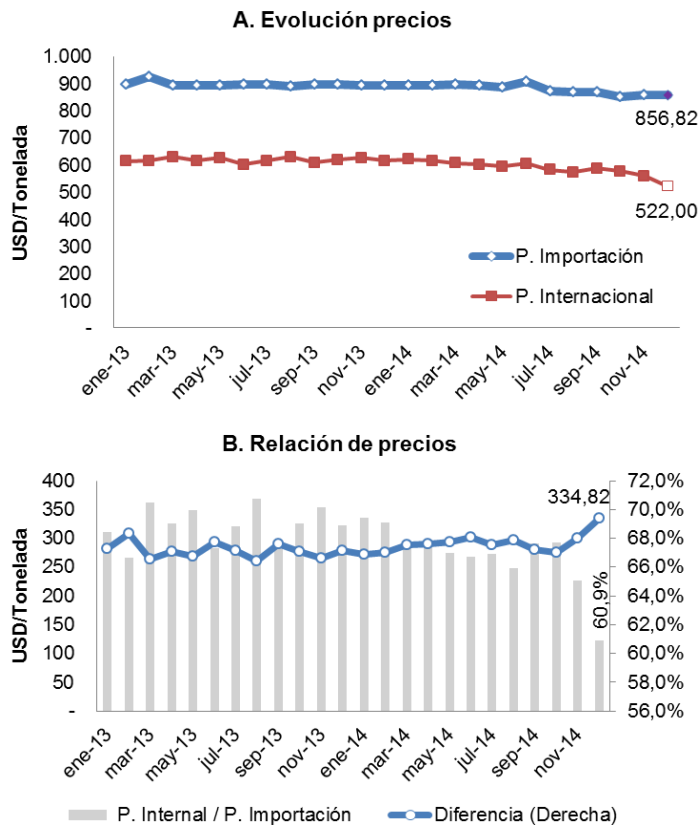 A. Evolución precios
USD/Tonelada
1.000
900
800
700
600
500
400
300
200
100
-
856,82
522,00
P. Importación
P. Internacional
ene-13
mar-13
may-13
jul-13
sep-13
nov-13
ene-14
mar-14
may-14
jul-14
sep-14
nov-14
B. Relación de precios
USD/Tonelada
400
350
300
250
200
150
100
50
-
334,82
60,9%
72,0%
70,0%
68,0%
66,0%
64,0%
62,0%
60,0%
58,0%
56,0%
ene-13
mar-13
may-13
jul-13
sep-13
nov-13
ene-14
mar-14
may-14
jul-14
sep-14
nov-14
P. Internal / P. Importación
Diferencia (Derecha)